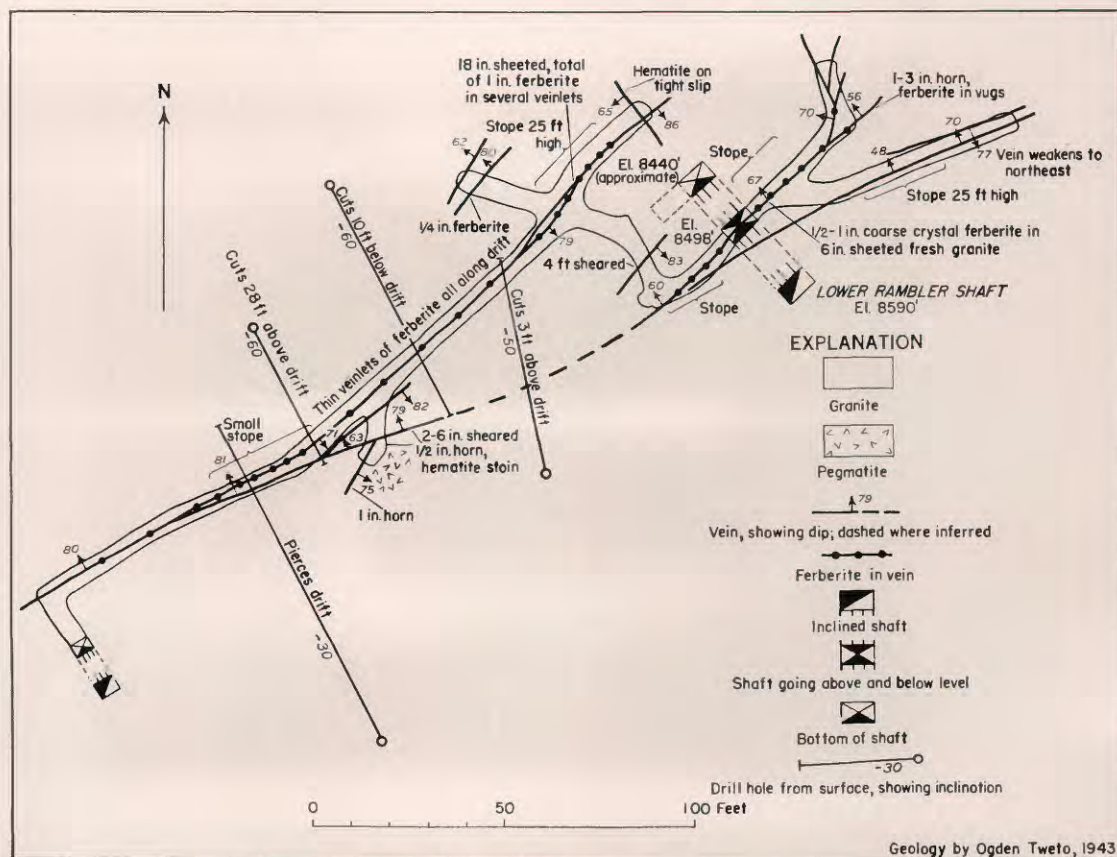 N
18 in. sheeted, total
of 1 in. ferberite
in several veinlets
Hematite on
tight slip
65
86
Stope 25 ft
high
62
80
1/4 in. ferberite
El. 8440'
(approximate)
Stope
70
56
1-3 in. horn,
ferberite in vugs
70
77
48
Vein weakens to
northeast
Stope 25 ft high
67
El.
8498'
1/2-1 in. coarse crystal ferberite in
6 in. sheeted fresh granite
79
4 ft sheared
83
60
Stope
LOWER RAMBLER SHAFT
El. 8590'
Cuts 10 ft below drift
-60
Cuts 28 ft above drift
-60
Thin veinlets of ferberite all along drift
Cuts 3 ft above drift
-50
Small
stope
81
71
63
79
82
2-6 in. sheared
1/2 in. horn,
hematite stain
75
1 in. horn
80
Pierces drift
-30
EXPLANATION
Granite
Pegmatite
79
Vein, showing dip; dashed where inferred
Ferberite in vein
Inclined shaft
Shaft going above and below level
Bottom of shaft
-30
Drill hole from surface, showing inclination
0 50 100 Feet
Geology by Ogden Tweto, 1943